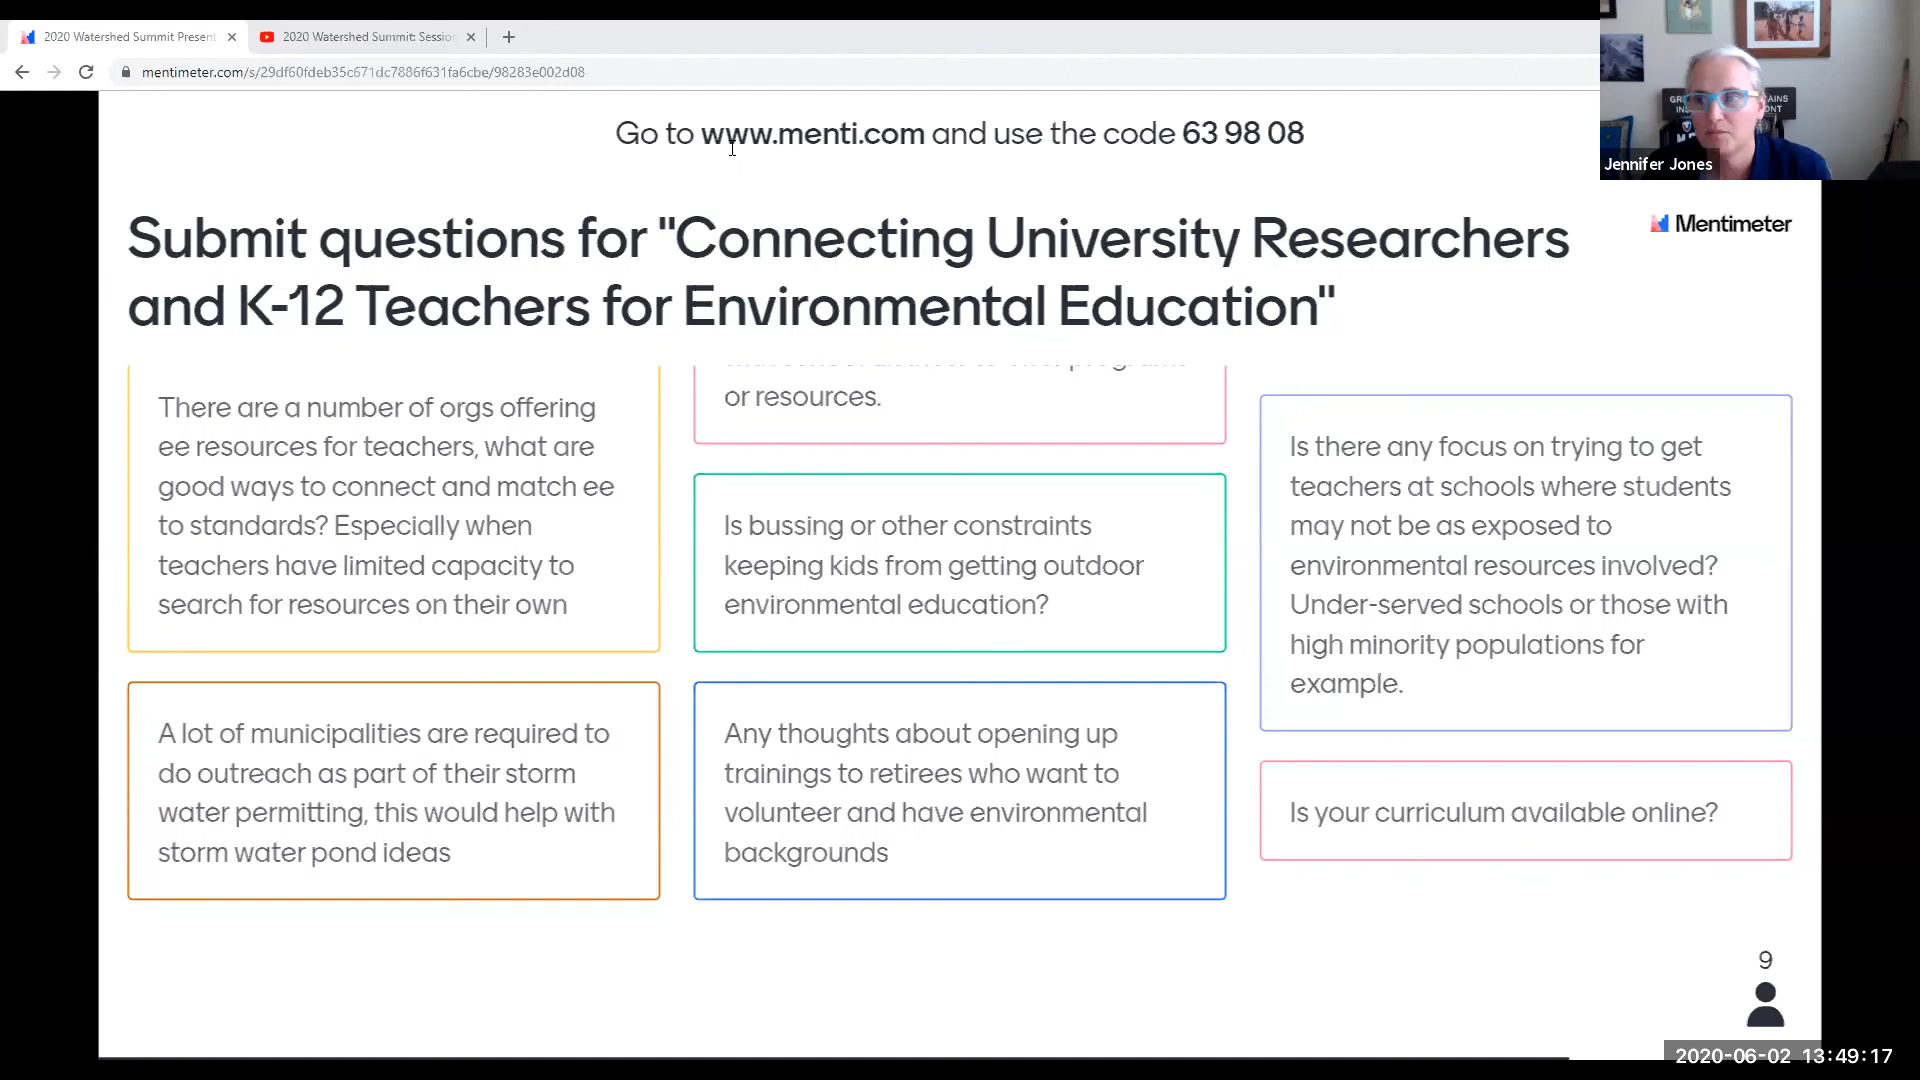 2020 Watershed Summit Present
2020 Watershed Summit: Sessio
mentimeter.com/s/29df60fdeb35c671dc7886f631fa6cbe/98283e002d08
Jennifer Jones
Go to www.menti.com and use the code 63 98 08
Submit questions for "Connecting University Researchers
and K-12 Teachers for Environmental Education"
Mentimeter
There are a number of orgs offering
ee resources for teachers, what are
good ways to connect and match ee
to standards? Especially when
teachers have limited capacity to
search for resources on their own
A lot of municipalities are required to
do outreach as part of their storm
water permitting, this would help with
storm water pond ideas
or resources.
Is bussing or other constraints
keeping kids from getting outdoor
environmental education?
Any thoughts about opening up
trainings to retirees who want to
volunteer and have environmental
backgrounds
Is there any focus on trying to get
teachers at schools where students
may not be as exposed to
environmental resources involved?
Under-served schools or those with
high minority populations for
example.
Is your curriculum available online?
9
2020-06-02 13:49:17